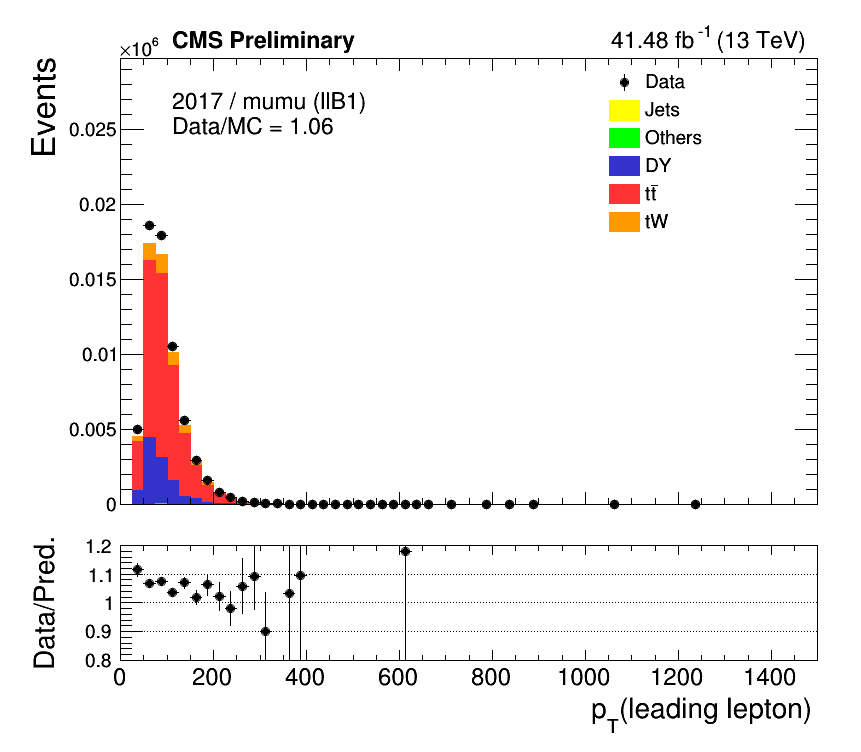 ×10⁶ CMS Preliminary 41.48 fb⁻¹ (13 TeV)
Events
2017 / mumu (llB1)
Data/MC = 1.06
Data
Jets
Others
DY
tt̄
tW
0.025
0.02
0.015
0.01
0.005
0
Data/Pred.
1.2
1.1
1
0.9
0.8
0 200 400 600 800 1000 1200 1400
p_T(leading lepton)